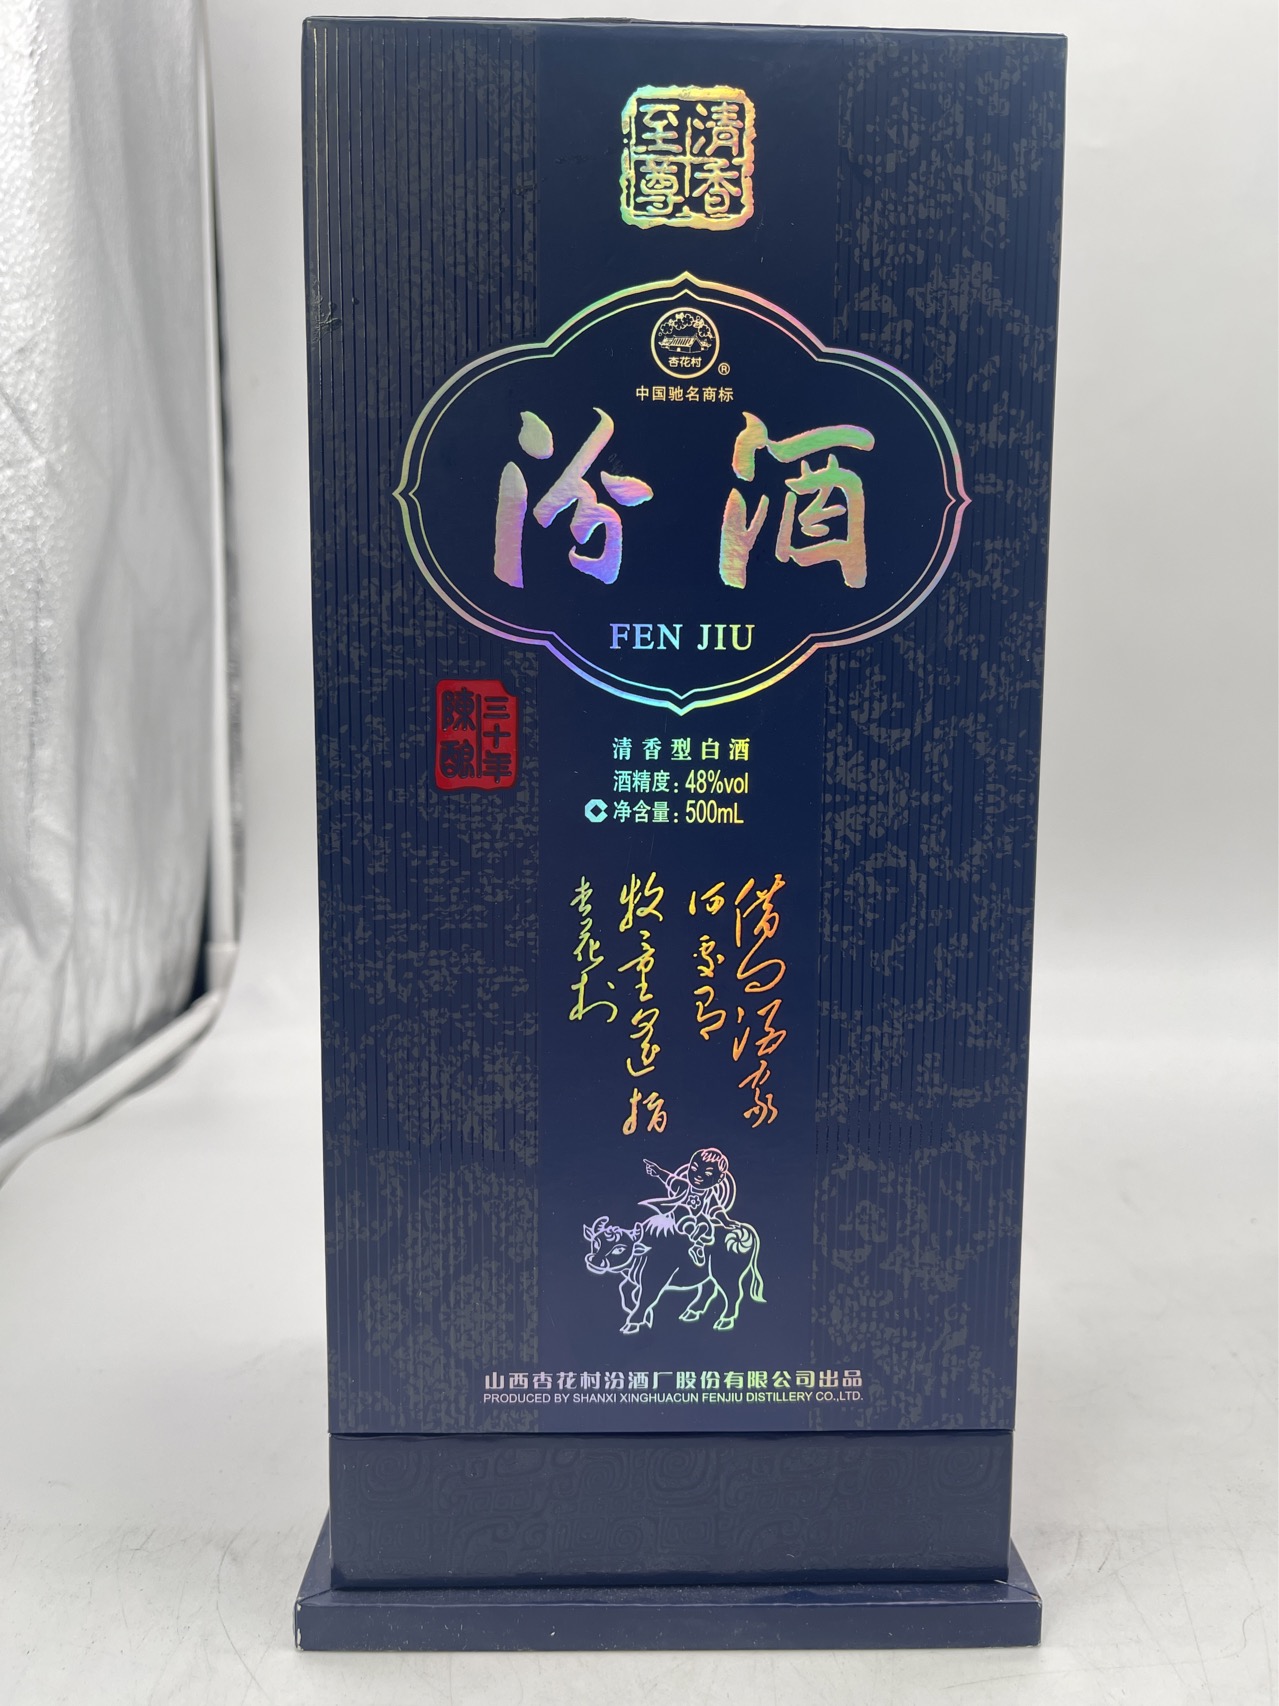 清香
至尊
杏花村
®
中国驰名商标
汾酒
FEN JIU
三十年
陳釀
清香型白酒
酒精度：48%vol
净含量：500mL
借问酒家
何处有
牧童遥指
杏花村
山西杏花村汾酒厂股份有限公司出品
PRODUCED BY SHANXI XINGHUACUN FENJIU DISTILLERY CO.,LTD.